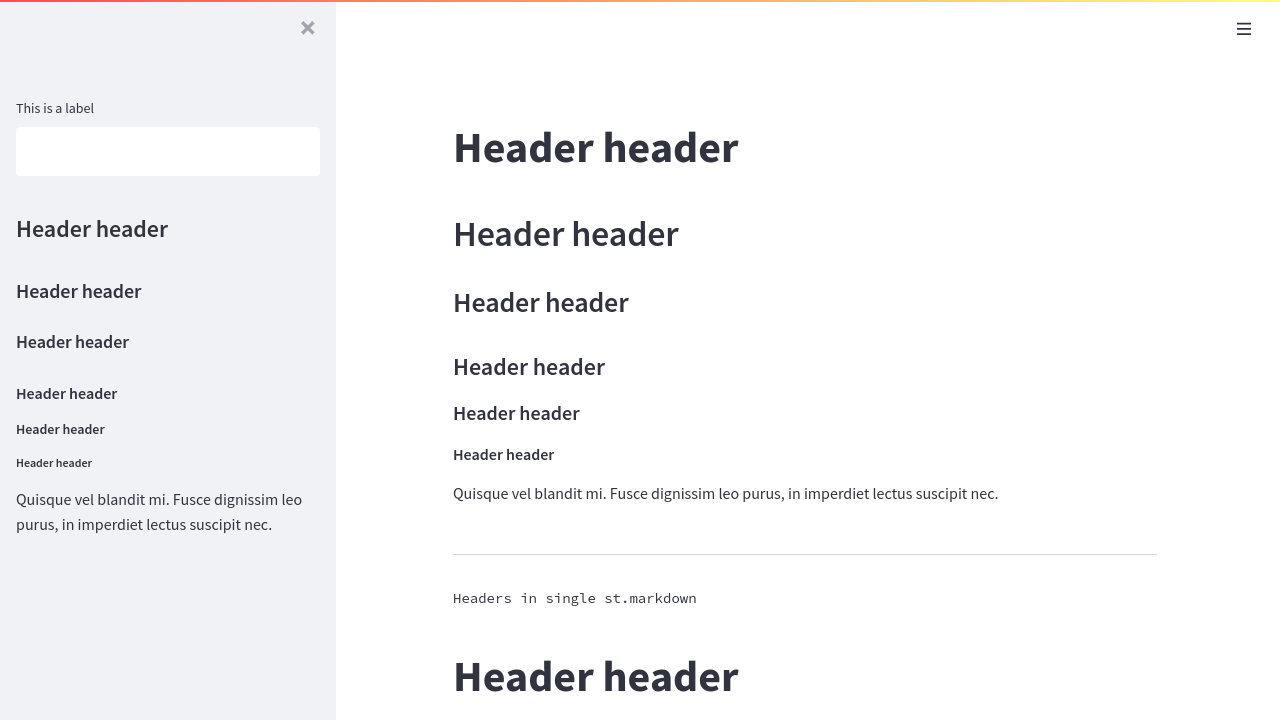 This is a label
Header header
Header header
Header header
Header header
Header header
Header header
Quisque vel blandit mi. Fusce dignissim leo
purus, in imperdiet lectus suscipit nec.
Header header
Header header
Header header
Header header
Header header
Header header
Quisque vel blandit mi. Fusce dignissim leo purus, in imperdiet lectus suscipit nec.
Headers in single st.markdown
Header header